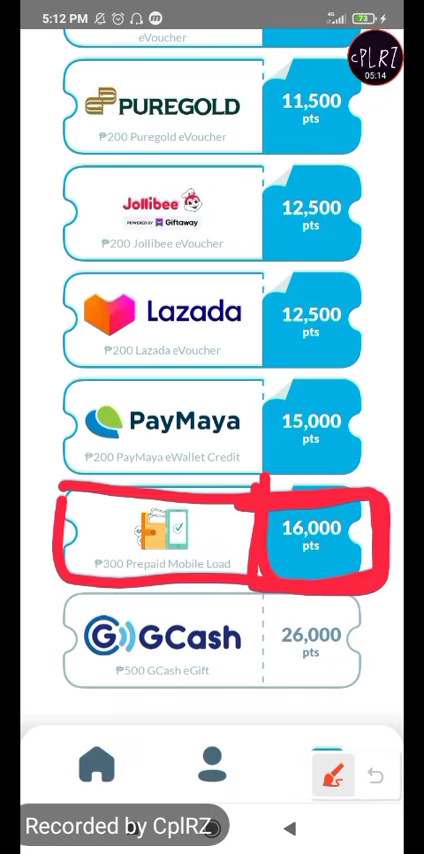 5:12 PM
4G
73
eVoucher
cPLRZ
05:14
PUREGOLD
11,500
pts
₱200 Puregold eVoucher
Jollibee
12,500
POWERED BY Giftaway
pts
₱200 Jollibee eVoucher
Lazada
12,500
pts
₱200 Lazada eVoucher
PayMaya
15,000
pts
₱200 PayMaya eWallet Credit
16,000
pts
₱300 Prepaid Mobile Load
GCash
26,000
pts
₱500 GCash eGift
Recorded by CplRZ